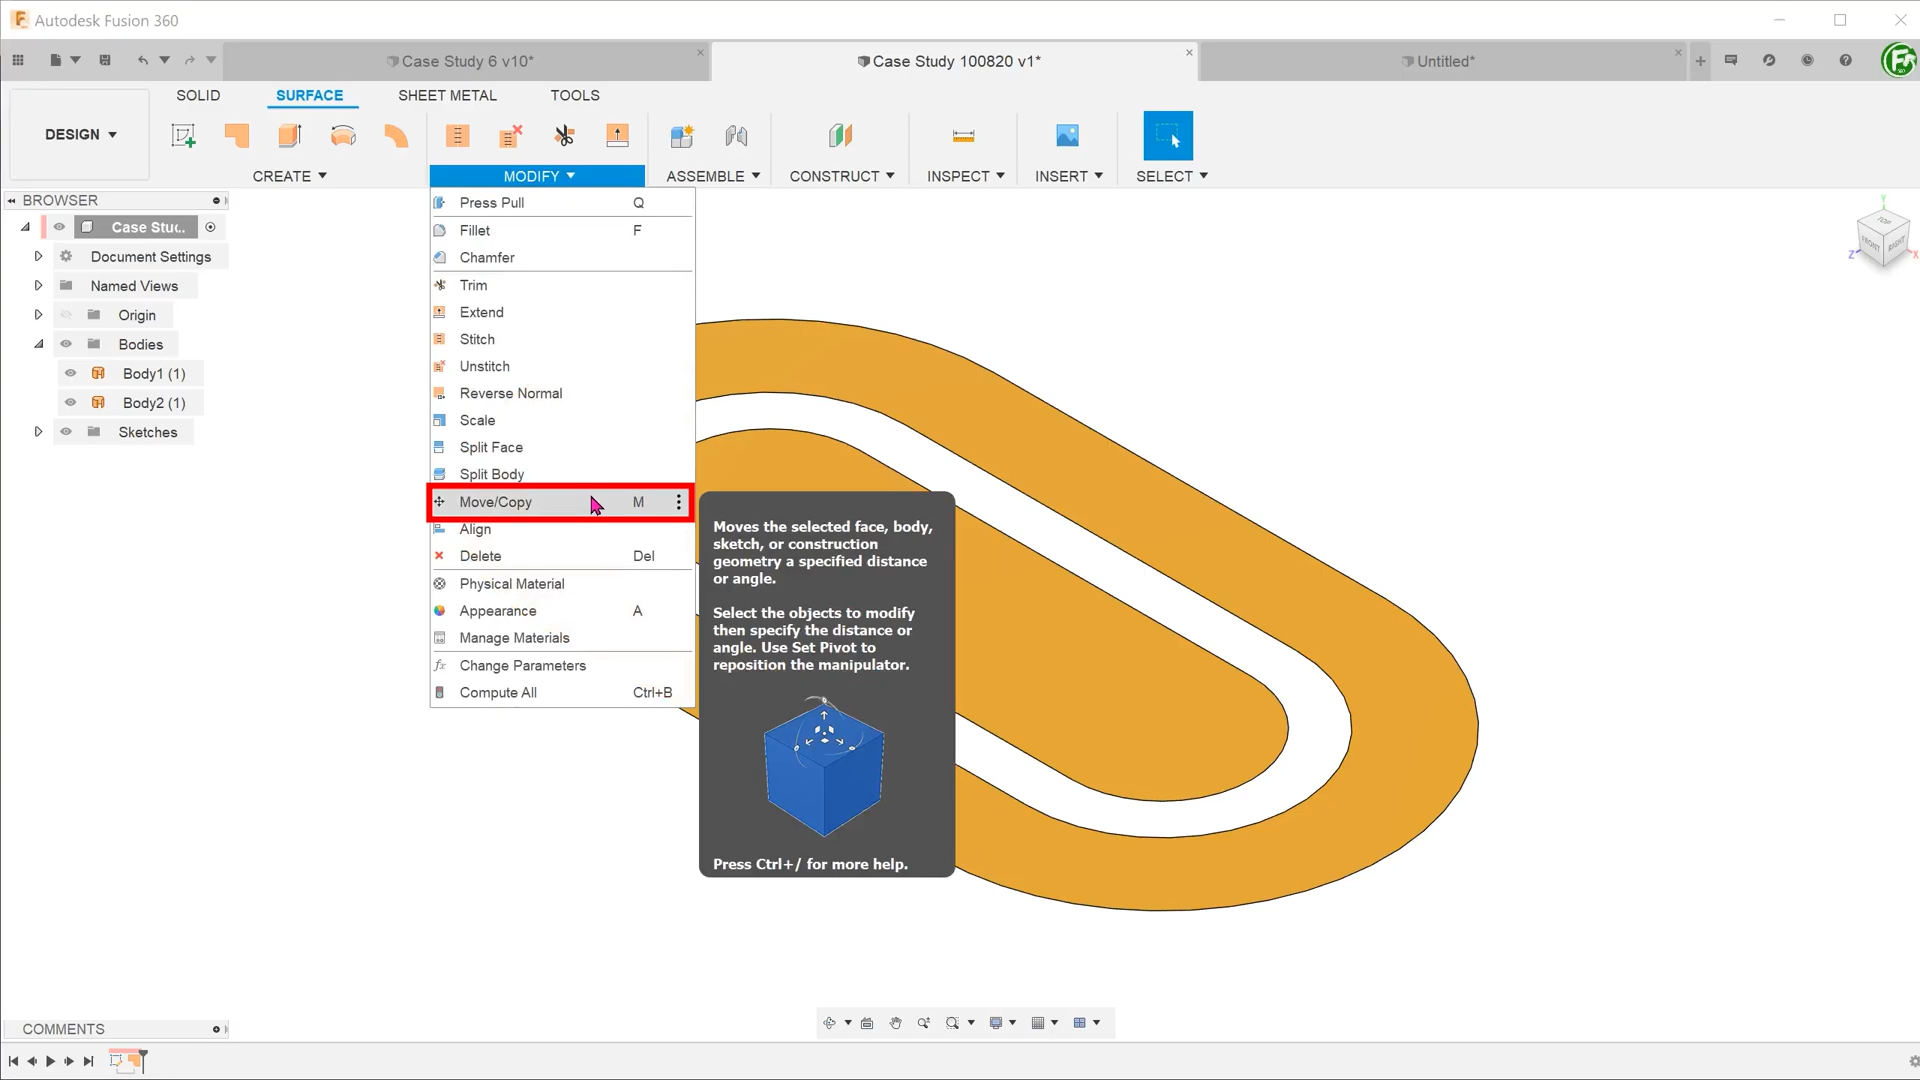 Autodesk Fusion 360
Case Study 6 v10*
Case Study 100820 v1*
Untitled*
DESIGN
SOLID
SURFACE
SHEET METAL
TOOLS
CREATE
MODIFY
ASSEMBLE
CONSTRUCT
INSPECT
INSERT
SELECT
BROWSER
Case Stu..
Document Settings
Named Views
Origin
Bodies
Body1 (1)
Body2 (1)
Sketches
Press Pull Q
Fillet F
Chamfer
Trim
Extend
Stitch
Unstitch
Reverse Normal
Scale
Split Face
Split Body
Move/Copy M
Align
Delete Del
Physical Material
Appearance A
Manage Materials
Change Parameters
Compute All Ctrl+B
Moves the selected face, body,
sketch, or construction
geometry a specified distance
or angle.
Select the objects to modify
then specify the distance or
angle. Use Set Pivot to
reposition the manipulator.
Press Ctrl+/ for more help.
Y
TOP
FRONT
RIGHT
Z
X
COMMENTS